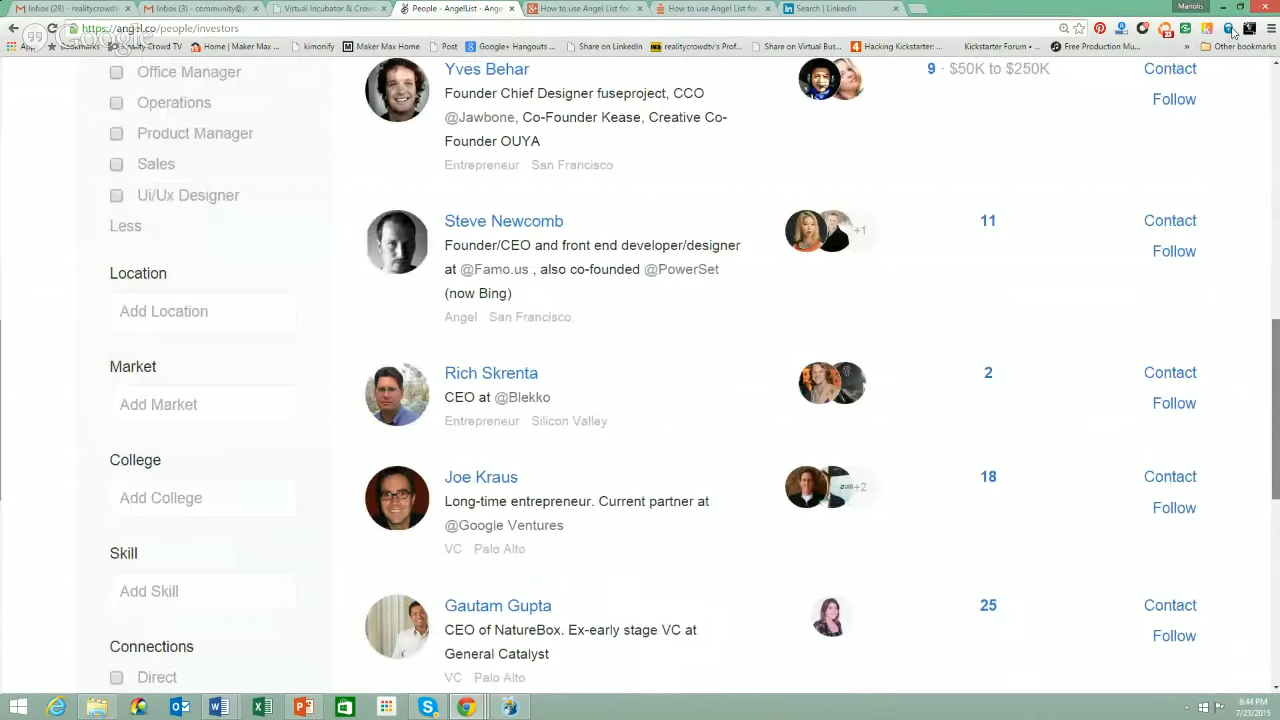 Inbox (28) - realitycrowdt
Inbox (3) - community@y
Virtual Incubator & Crowdc
People - AngelList - Ange
How to use Angel List for
How to use Angel List for
Search | LinkedIn
Manolis
https://angel.co/people/investors
Bookmarks
Crowd TV
Home | Maker Max ...
kimonify
Maker Max Home
Post
Google+ Hangouts ...
Share on LinkedIn
realitycrowdtv's Prof...
Share on Virtual Bus...
Hacking Kickstarter: ...
Kickstarter Forum - ...
Free Production Mu...
»
Other bookmarks
Office Manager
Operations
Product Manager
Sales
Ui/Ux Designer
Less
Location
Add Location
Market
Add Market
College
Add College
Skill
Add Skill
Connections
Direct
Yves Behar
9 - $50K to $250K
Contact
Founder Chief Designer fuseproject, CCO
Follow
@Jawbone, Co-Founder Kease, Creative Co-
Founder OUYA
Entrepreneur San Francisco
Steve Newcomb
+1
11
Contact
Founder/CEO and front end developer/designer
Follow
at @Famo.us , also co-founded @PowerSet
(now Bing)
Angel San Francisco
Rich Skrenta
2
Contact
CEO at @Blekko
Follow
Entrepreneur Silicon Valley
Joe Kraus
+2
18
Contact
Long-time entrepreneur. Current partner at
Follow
@Google Ventures
VC Palo Alto
Gautam Gupta
25
Contact
CEO of NatureBox. Ex-early stage VC at
Follow
General Catalyst
VC Palo Alto
8:44 PM
7/23/2015